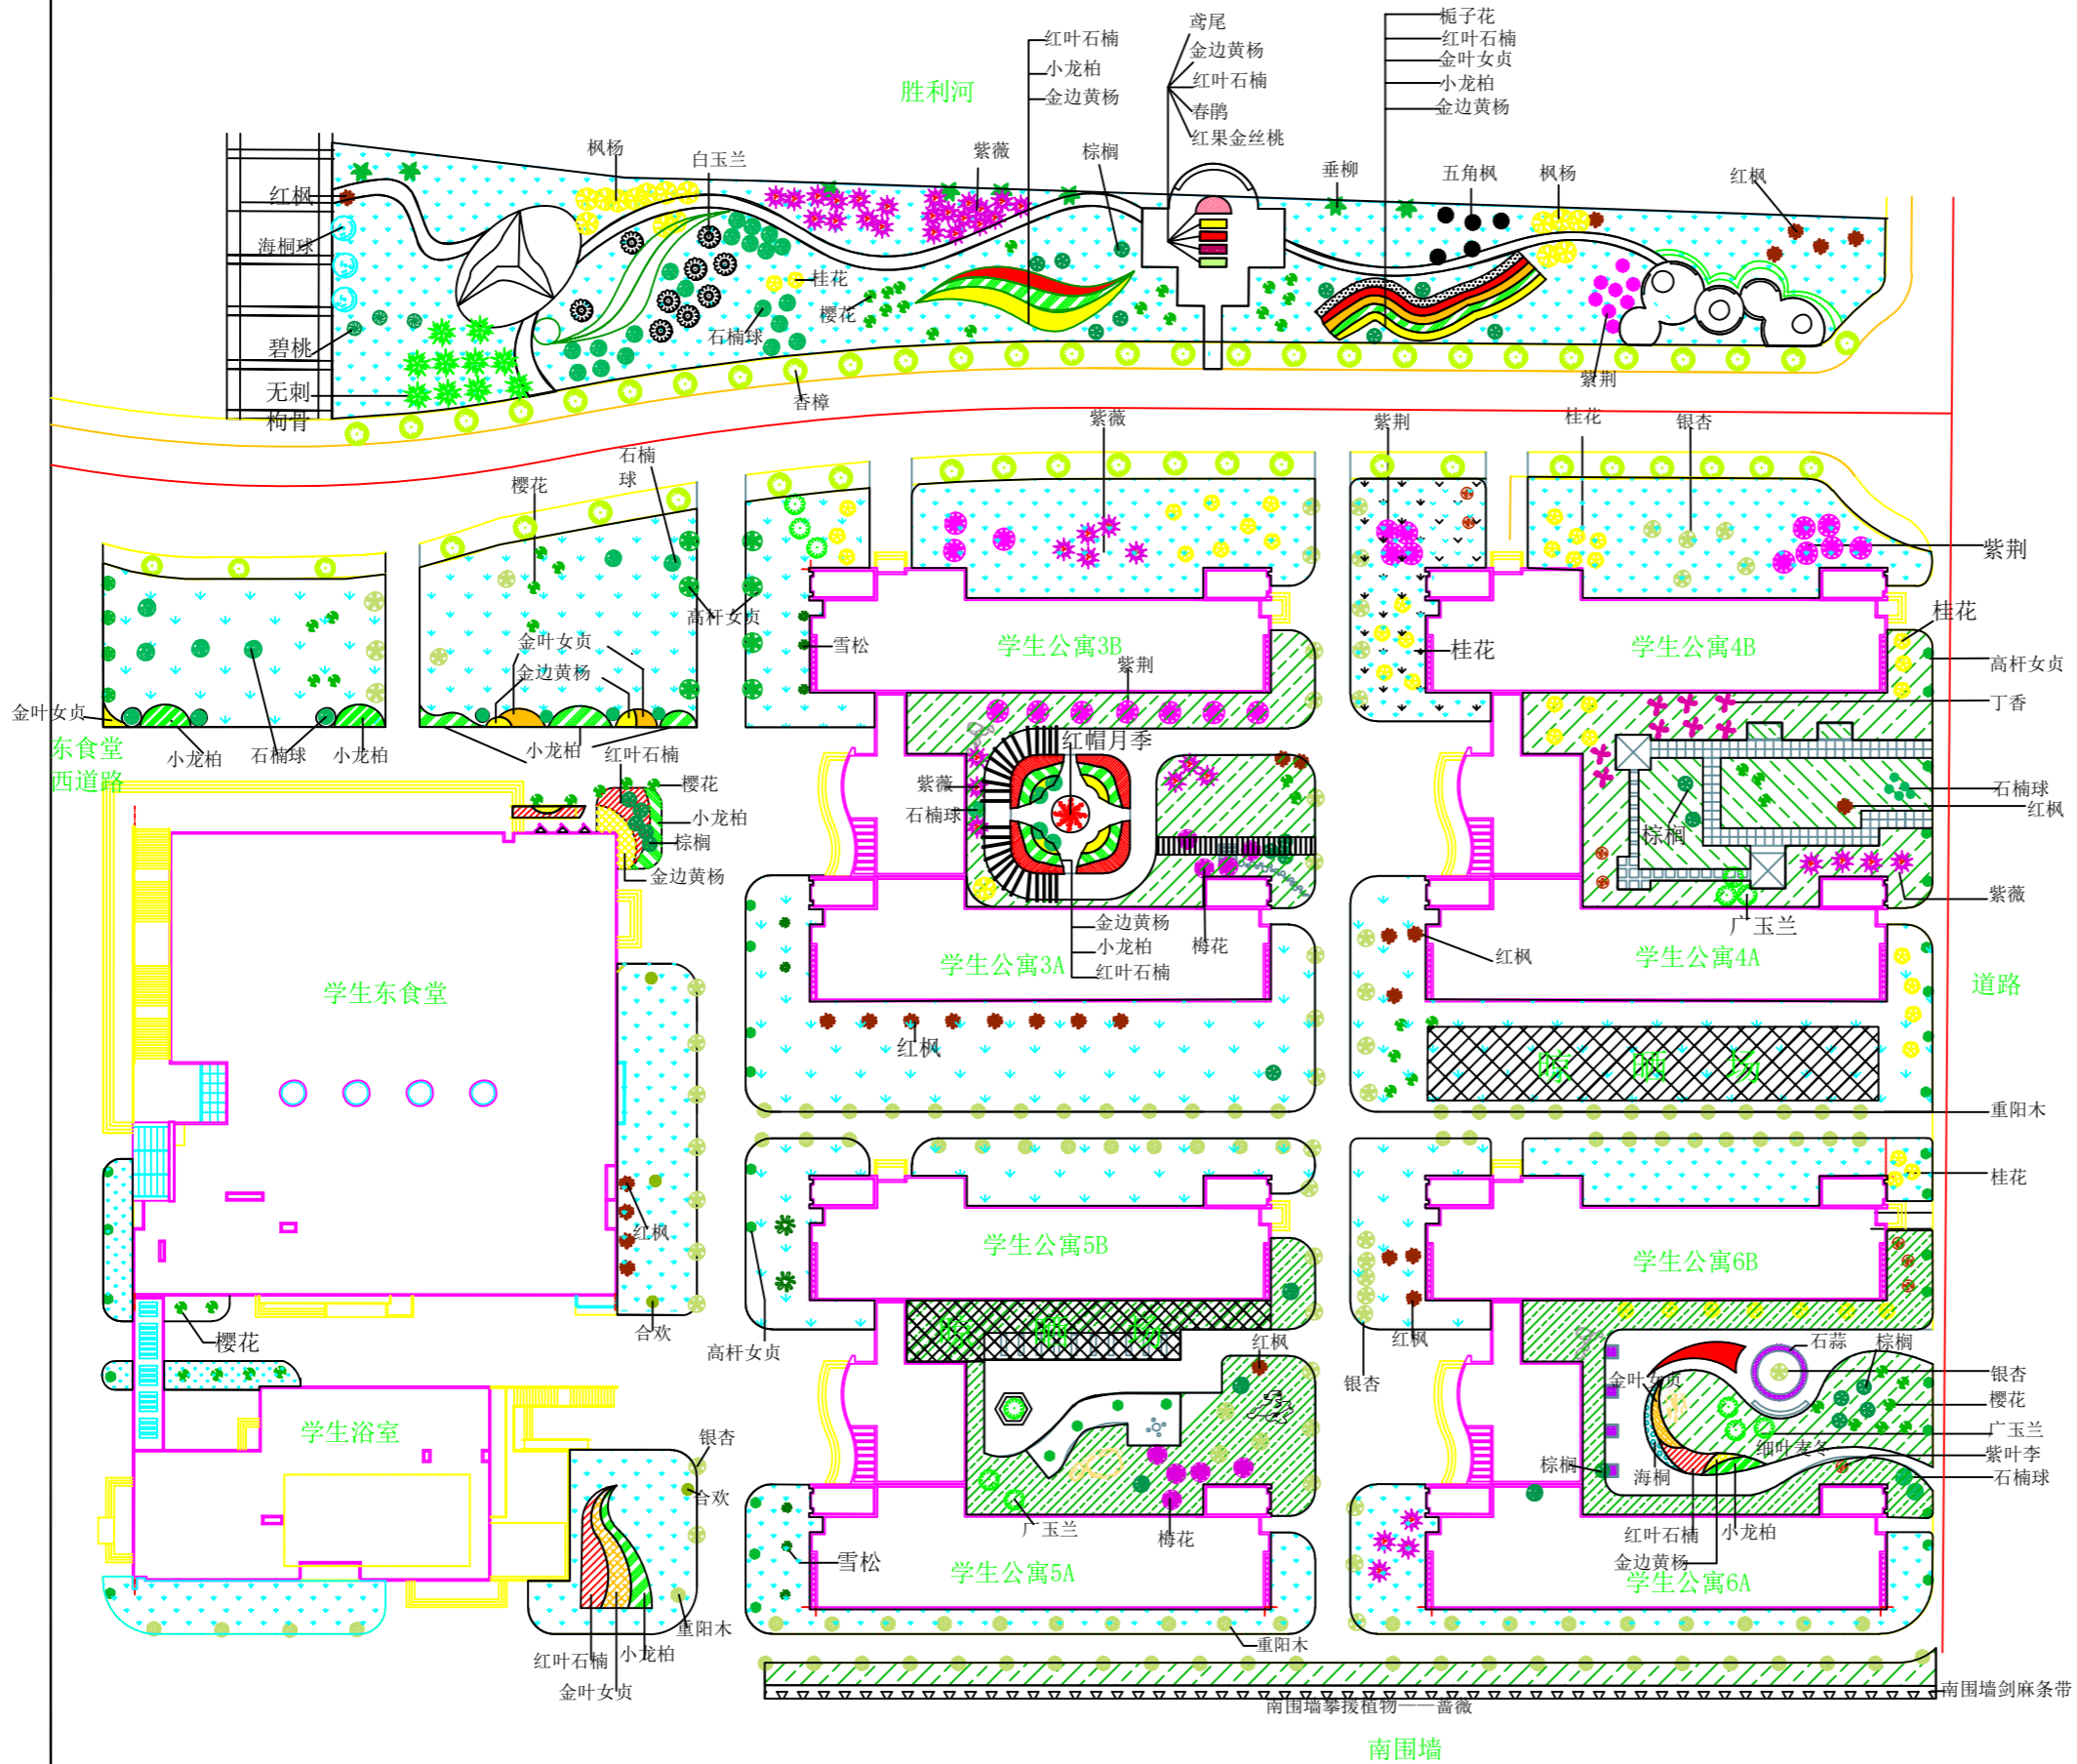 栀子花
鸢尾
红叶石楠
红叶石楠
金边黄杨
金叶女贞
小龙柏
红叶石楠
小龙柏
胜利河
金边黄杨
春鹃
金边黄杨
红果金丝桃
枫杨
白玉兰
紫薇
棕榈
垂柳
五角枫
枫杨
红枫
红枫
海桐球
桂花
樱花
石楠球
碧桃
紫荆
无刺
枸骨
香樟
紫薇
紫荆
桂花
银杏
石楠
球
樱花
紫荆
高杆女贞
桂花
金叶女贞
雪松
学生公寓3B
桂花
学生公寓4B
高杆女贞
金边黄杨
紫荆
丁香
金叶女贞
东食堂
西道路
小龙柏
石楠球
小龙柏
小龙柏
红叶石楠
红帽月季
樱花
紫薇
石楠球
石楠球
小龙柏
红枫
棕榈
棕榈
金边黄杨
紫薇
金边黄杨
广玉兰
小龙柏
梅花
红枫
学生公寓4A
学生公寓3A
红叶石楠
学生东食堂
道路
红枫
晾 晒 场
重阳木
桂花
红枫
学生公寓5B
学生公寓6B
合欢
樱花
高杆女贞
晾 晒 场
红枫
红枫
石蒜
棕榈
银杏
金叶女贞
银杏
樱花
学生浴室
银杏
广玉兰
细叶麦冬
紫叶李
棕榈
海桐
石楠球
合欢
广玉兰
梅花
红叶石楠
小龙柏
雪松
学生公寓5A
金边黄杨
学生公寓6A
重阳木
重阳木
红叶石楠
小龙柏
金叶女贞
南围墙剑麻条带
南围墙攀援植物——蔷薇
南围墙